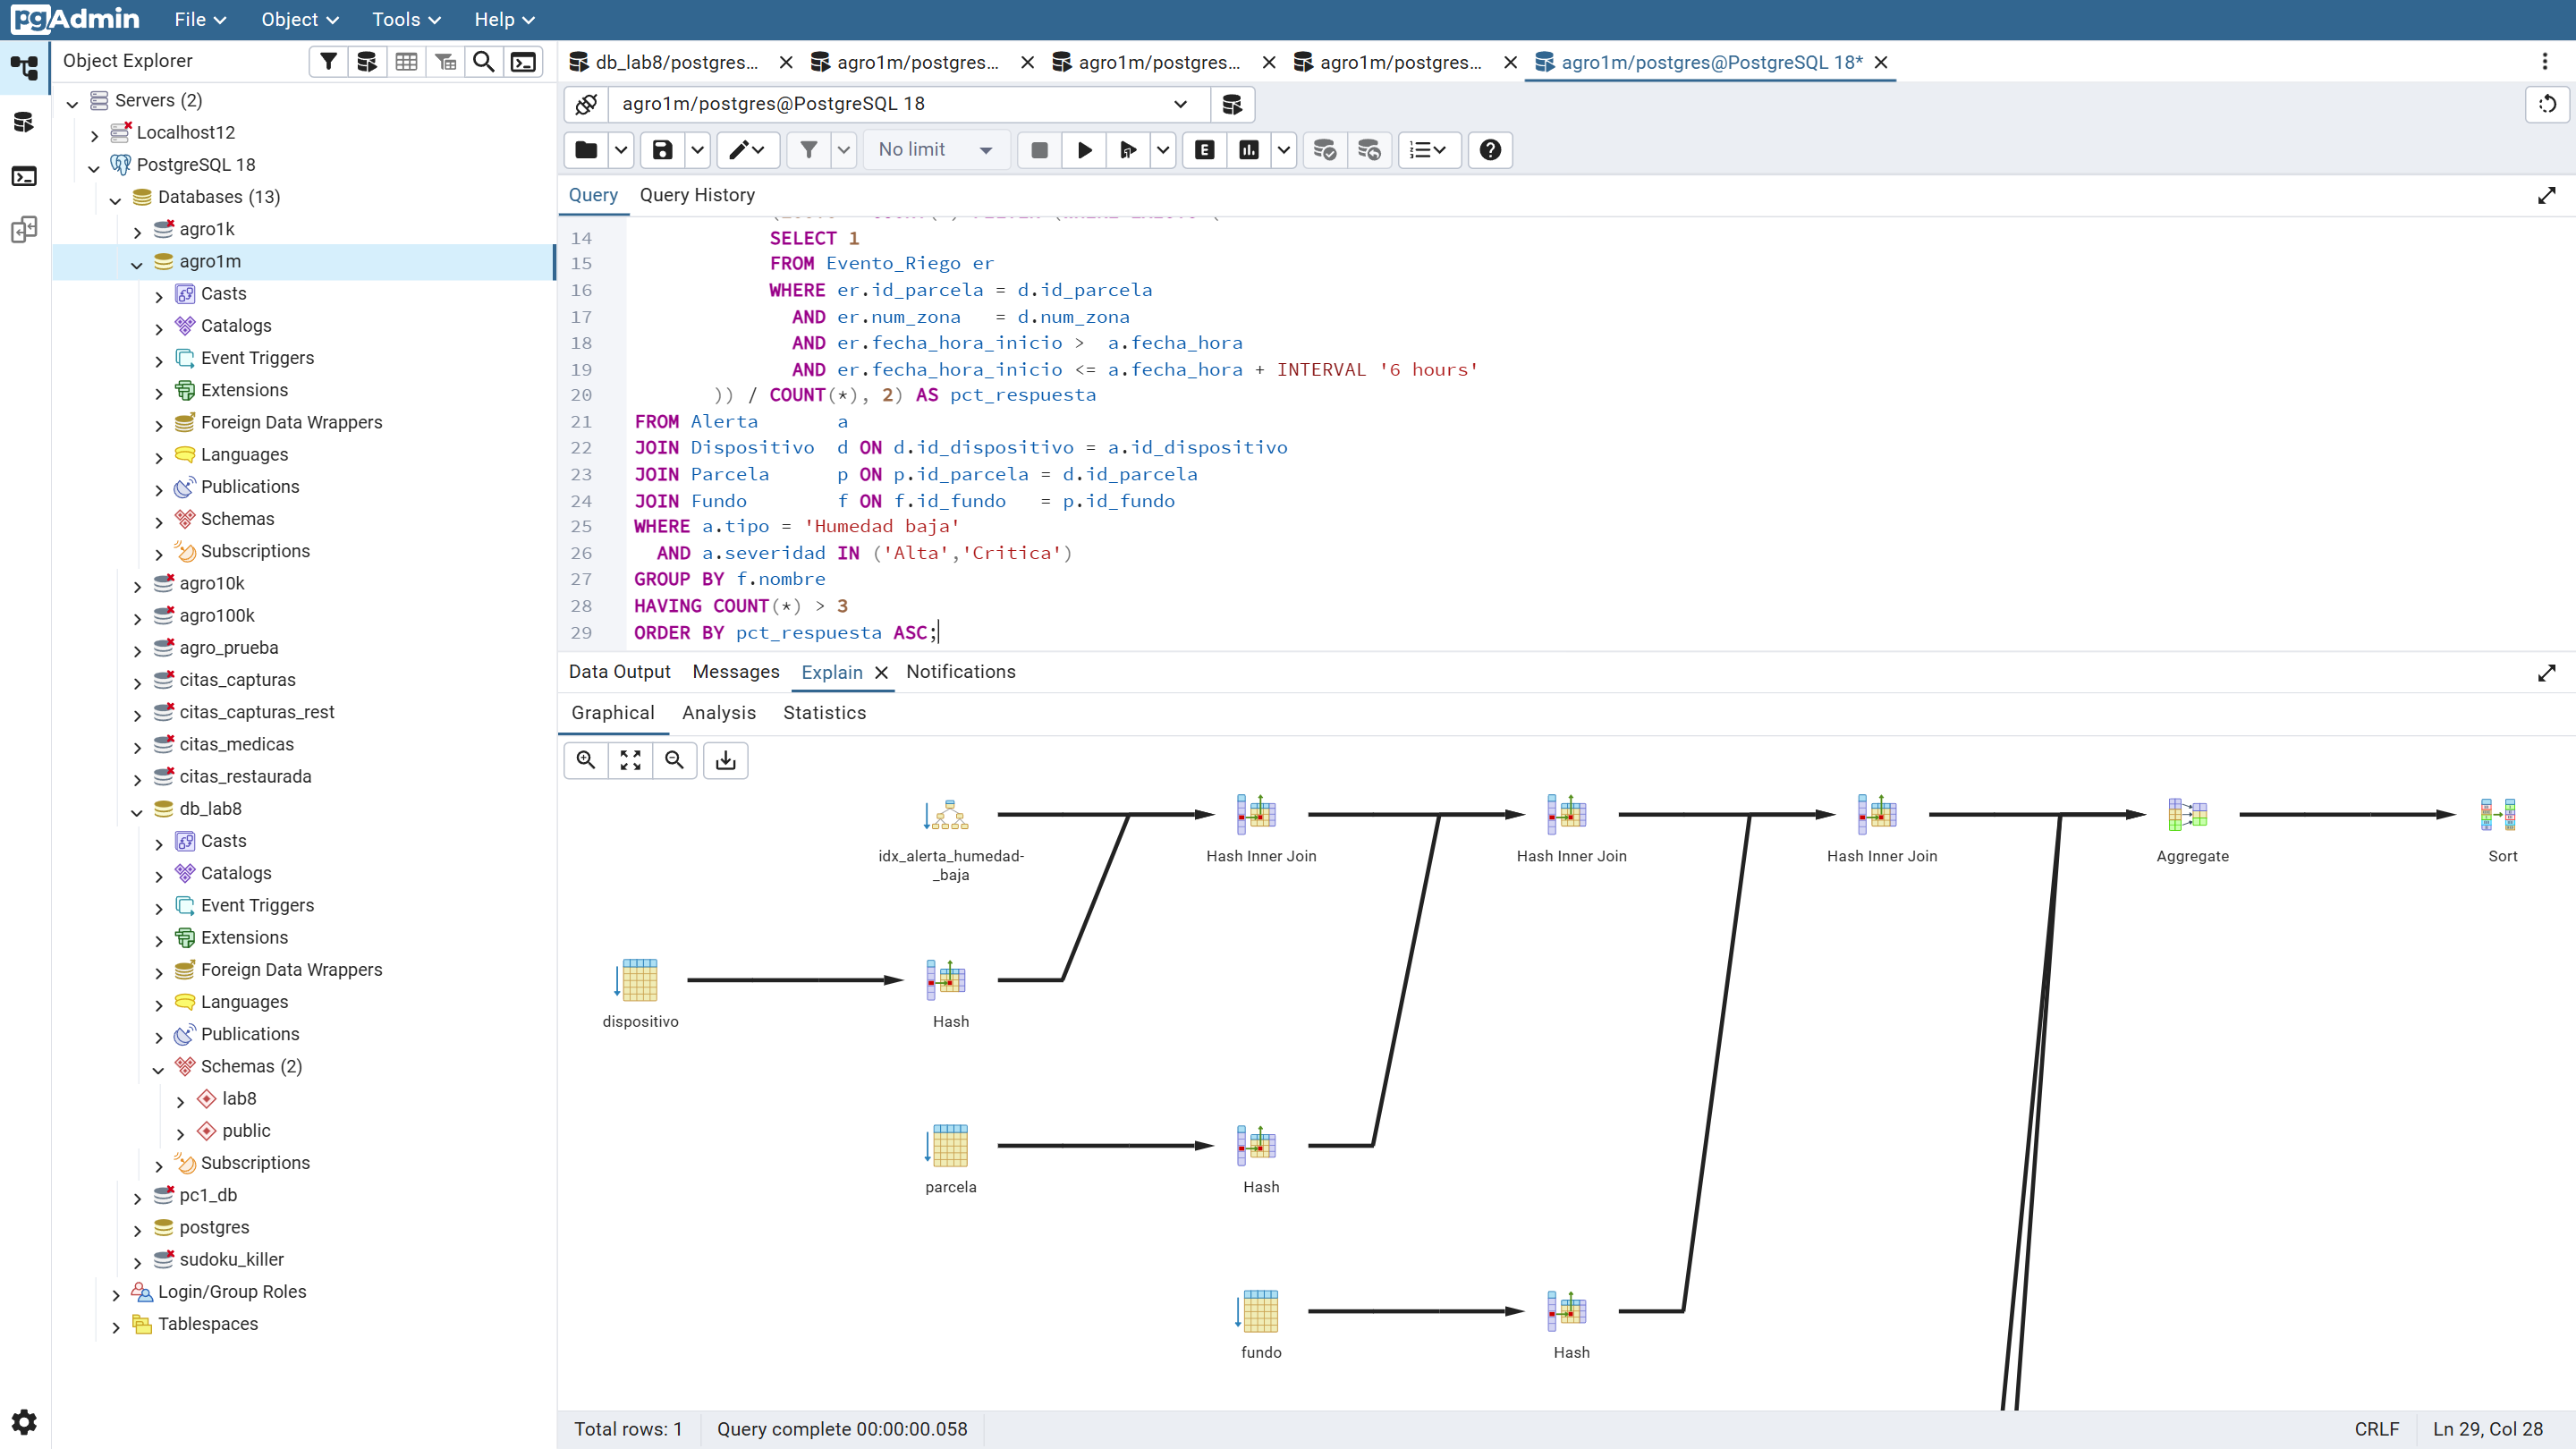 pgAdmin
File
Object
Tools
Help
Object Explorer
Servers (2)
Localhost12
PostgreSQL 18
Databases (13)
agro1k
agro1m
Casts
Catalogs
Event Triggers
Extensions
Foreign Data Wrappers
Languages
Publications
Schemas
Subscriptions
agro10k
agro100k
agro_prueba
citas_capturas
citas_capturas_rest
citas_medicas
citas_restaurada
db_lab8
Casts
Catalogs
Event Triggers
Extensions
Foreign Data Wrappers
Languages
Publications
Schemas (2)
lab8
public
Subscriptions
pc1_db
postgres
sudoku_killer
Login/Group Roles
Tablespaces
db_lab8/postgres...
agro1m/postgres...
agro1m/postgres...
agro1m/postgres...
agro1m/postgres@PostgreSQL 18*
agro1m/postgres@PostgreSQL 18
No limit
E
Query
Query History
14 SELECT 1
15 FROM Evento_Riego er
16 WHERE er.id_parcela = d.id_parcela
17 AND er.num_zona = d.num_zona
18 AND er.fecha_hora_inicio > a.fecha_hora
19 AND er.fecha_hora_inicio <= a.fecha_hora + INTERVAL '6 hours'
20 )) / COUNT(*), 2) AS pct_respuesta
21 FROM Alerta a
22 JOIN Dispositivo d ON d.id_dispositivo = a.id_dispositivo
23 JOIN Parcela p ON p.id_parcela = d.id_parcela
24 JOIN Fundo f ON f.id_fundo = p.id_fundo
25 WHERE a.tipo = 'Humedad baja'
26 AND a.severidad IN ('Alta','Critica')
27 GROUP BY f.nombre
28 HAVING COUNT(*) > 3
29 ORDER BY pct_respuesta ASC;
Data Output
Messages
Explain
Notifications
Graphical
Analysis
Statistics
idx_alerta_humedad-
_baja
Hash Inner Join
Hash Inner Join
Hash Inner Join
Aggregate
Sort
dispositivo
Hash
parcela
Hash
fundo
Hash
Total rows: 1
Query complete 00:00:00.058
CRLF
Ln 29, Col 28